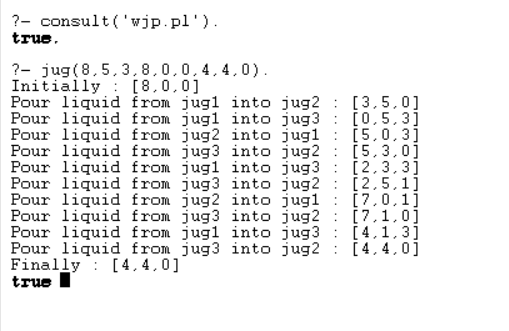 ?- consult('wjp.pl').
true.
?- jug(8,5,3,8,0,0,4,4,0).
Initially : [8,0,0]
Pour liquid from jug1 into jug2 : [3,5,0]
Pour liquid from jug1 into jug3 : [0,5,3]
Pour liquid from jug2 into jug1 : [5,0,3]
Pour liquid from jug3 into jug2 : [5,3,0]
Pour liquid from jug1 into jug3 : [2,3,3]
Pour liquid from jug3 into jug2 : [2,5,1]
Pour liquid from jug2 into jug1 : [7,0,1]
Pour liquid from jug3 into jug2 : [7,1,0]
Pour liquid from jug1 into jug3 : [4,1,3]
Pour liquid from jug3 into jug2 : [4,4,0]
Finally : [4,4,0]
true